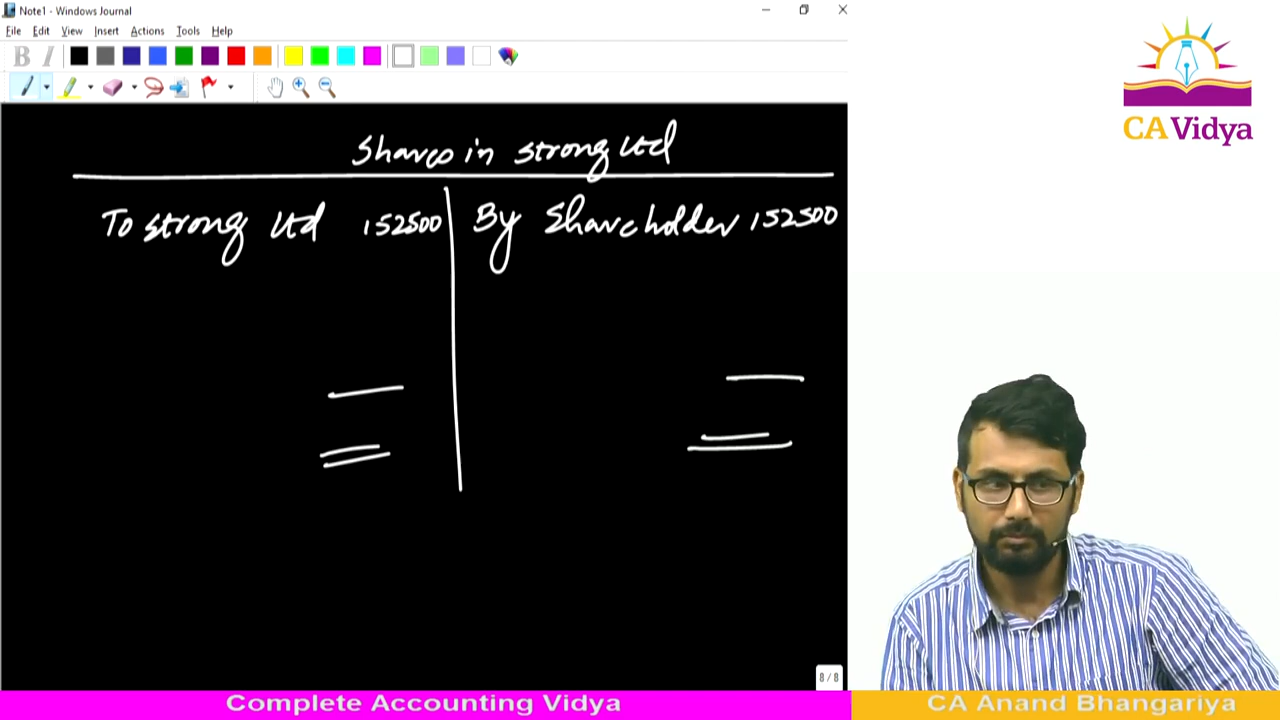 Note1 - Windows Journal
File Edit View Insert Actions Tools Help
B I
Shares in strong Ltd
To strong Ltd 152500
By Shareholder 152500
8 / 8
CA Vidya
Complete Accounting Vidya
CA Anand Bhangariya